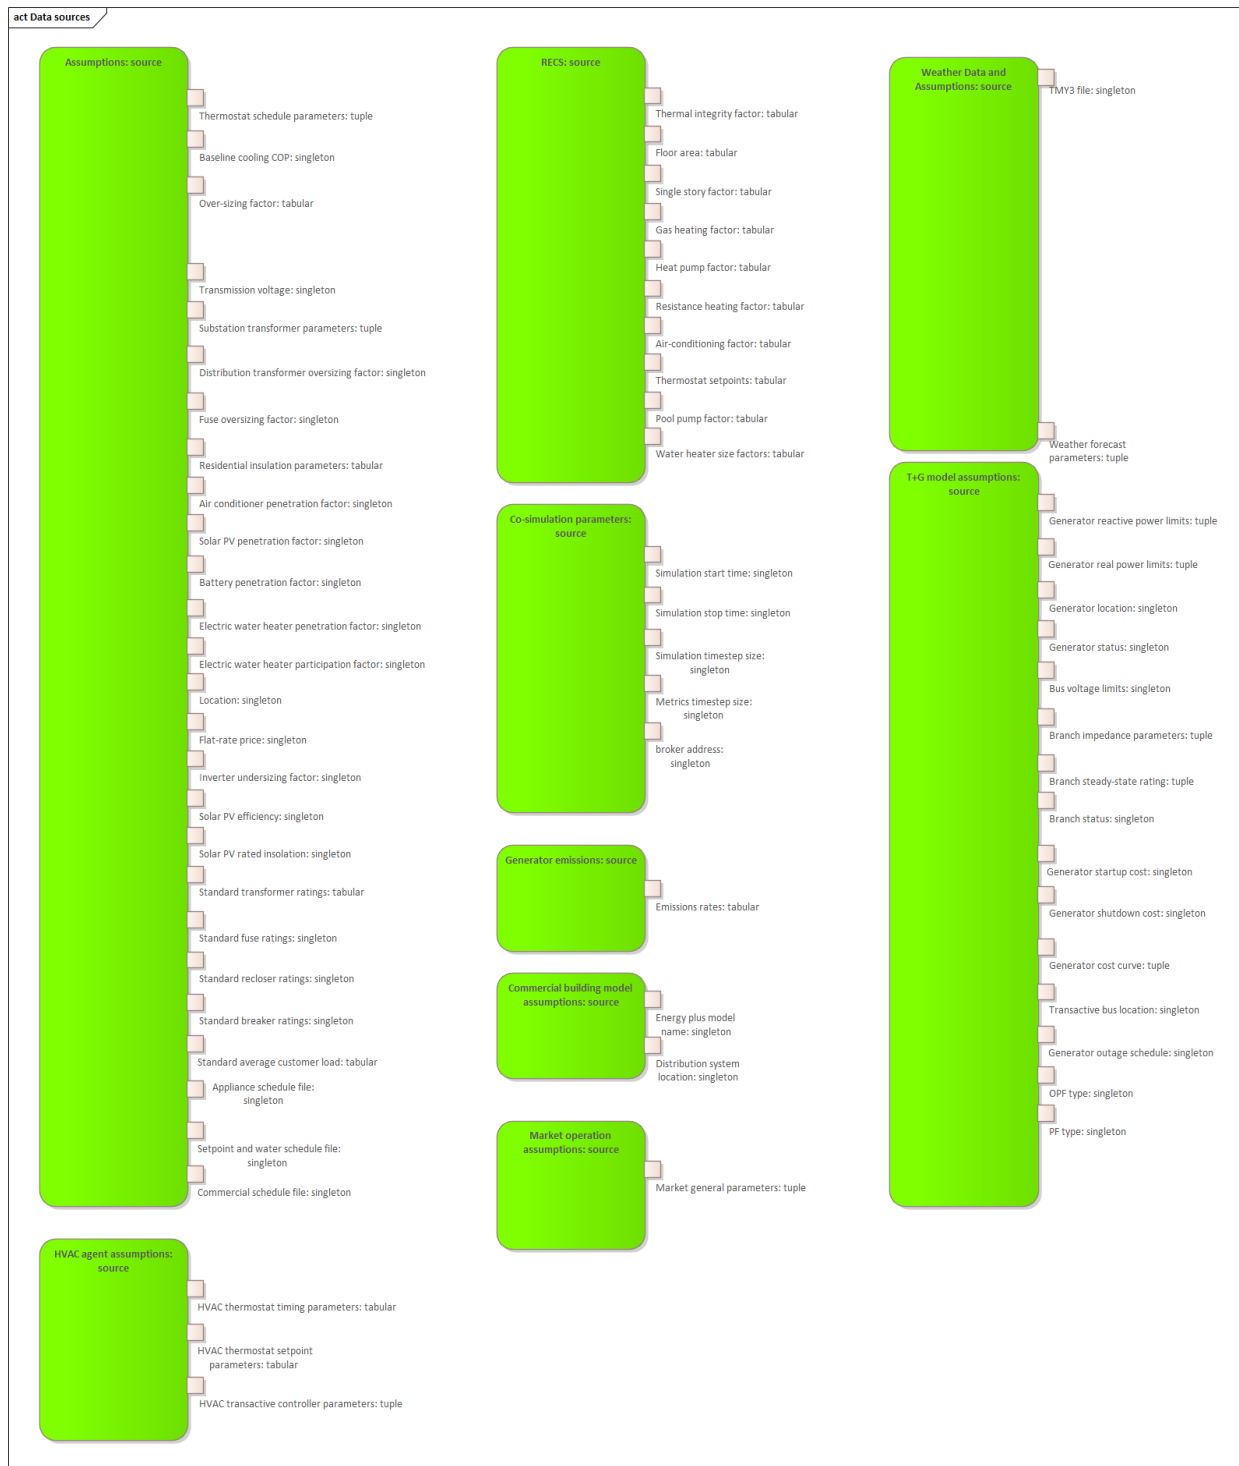 act Data sources
Assumptions: source
Thermostat schedule parameters: tuple
Baseline cooling COP: singleton
Over-sizing factor: tabular
Transmission voltage: singleton
Substation transformer parameters: tuple
Distribution transformer oversizing factor: singleton
Fuse oversizing factor: singleton
Residential insulation parameters: tabular
Air conditioner penetration factor: singleton
Solar PV penetration factor: singleton
Battery penetration factor: singleton
Electric water heater penetration factor: singleton
Electric water heater participation factor: singleton
Location: singleton
Flat-rate price: singleton
Inverter undersizing factor: singleton
Solar PV efficiency: singleton
Solar PV rated insolation: singleton
Standard transformer ratings: tabular
Standard fuse ratings: singleton
Standard recloser ratings: singleton
Standard breaker ratings: singleton
Standard average customer load: tabular
Appliance schedule file:
singleton
Setpoint and water schedule file:
singleton
Commercial schedule file: singleton
HVAC agent assumptions:
source
HVAC thermostat timing parameters: tabular
HVAC thermostat setpoint
parameters: tabular
HVAC transactive controller parameters: tuple
RECS: source
Thermal integrity factor: tabular
Floor area: tabular
Single story factor: tabular
Gas heating factor: tabular
Heat pump factor: tabular
Resistance heating factor: tabular
Air-conditioning factor: tabular
Thermostat setpoints: tabular
Pool pump factor: tabular
Water heater size factors: tabular
Co-simulation parameters:
source
Simulation start time: singleton
Simulation stop time: singleton
Simulation timestep size:
singleton
Metrics timestep size:
singleton
broker address:
singleton
Generator emissions: source
Emissions rates: tabular
Commercial building model
assumptions: source
Energy plus model
name: singleton
Distribution system
location: singleton
Market operation
assumptions: source
Market general parameters: tuple
Weather Data and
Assumptions: source
TMY3 file: singleton
Weather forecast
parameters: tuple
T+G model assumptions:
source
Generator reactive power limits: tuple
Generator real power limits: tuple
Generator location: singleton
Generator status: singleton
Bus voltage limits: singleton
Branch impedance parameters: tuple
Branch steady-state rating: tuple
Branch status: singleton
Generator startup cost: singleton
Generator shutdown cost: singleton
Generator cost curve: tuple
Transactive bus location: singleton
Generator outage schedule: singleton
OPF type: singleton
PF type: singleton